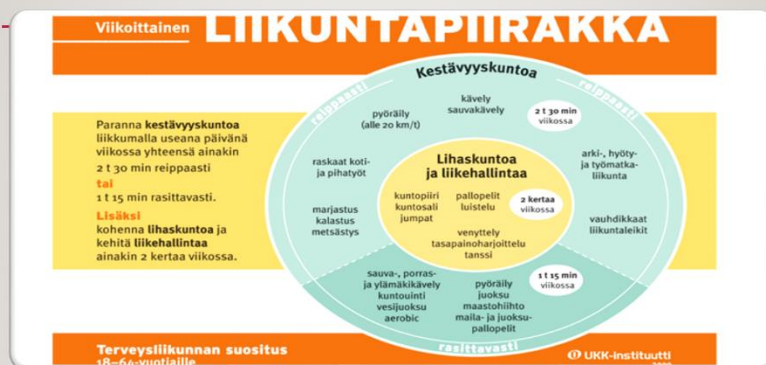 Viikoittainen LIIKUNTAPIIRAKKA
Paranna kestävyyskuntoa
liikkumalla useana päivänä
viikossa yhteensä ainakin
2 t 30 min reippaasti
tai
1 t 15 min rasittavasti.
Lisäksi
kohenna lihaskuntoa ja
kehitä liikehallintaa
ainakin 2 kertaa viikossa.
Kestävyyskuntoa
reippaasti
reippaasti
kävely
sauvakävely
2 t 30 min
viikossa
pyöräily
(alle 20 km/t)
raskaat koti-
ja pihatyöt
marjastus
kalastus
metsästys
arki-, hyöty-
ja työmatka-
liikunta
vauhdikkaat
liikuntaleikit
Lihaskuntoa
ja liikehallintaa
kuntopiiri
kuntosali
jumpat
pallopelit
luistelu
2 kertaa
viikossa
venyttely
tasapainoharjoittelu
tanssi
sauva-, porras-
ja ylämäkikävely
kuntouinti
vesijuoksu
aerobic
pyöräily
juoksu
maastohiihto
maila- ja juoksu-
pallopelit
1 t 15 min
viikossa
rasittavasti
Terveysliikunnan suositus
18–64-vuotiaille
UKK-instituutti